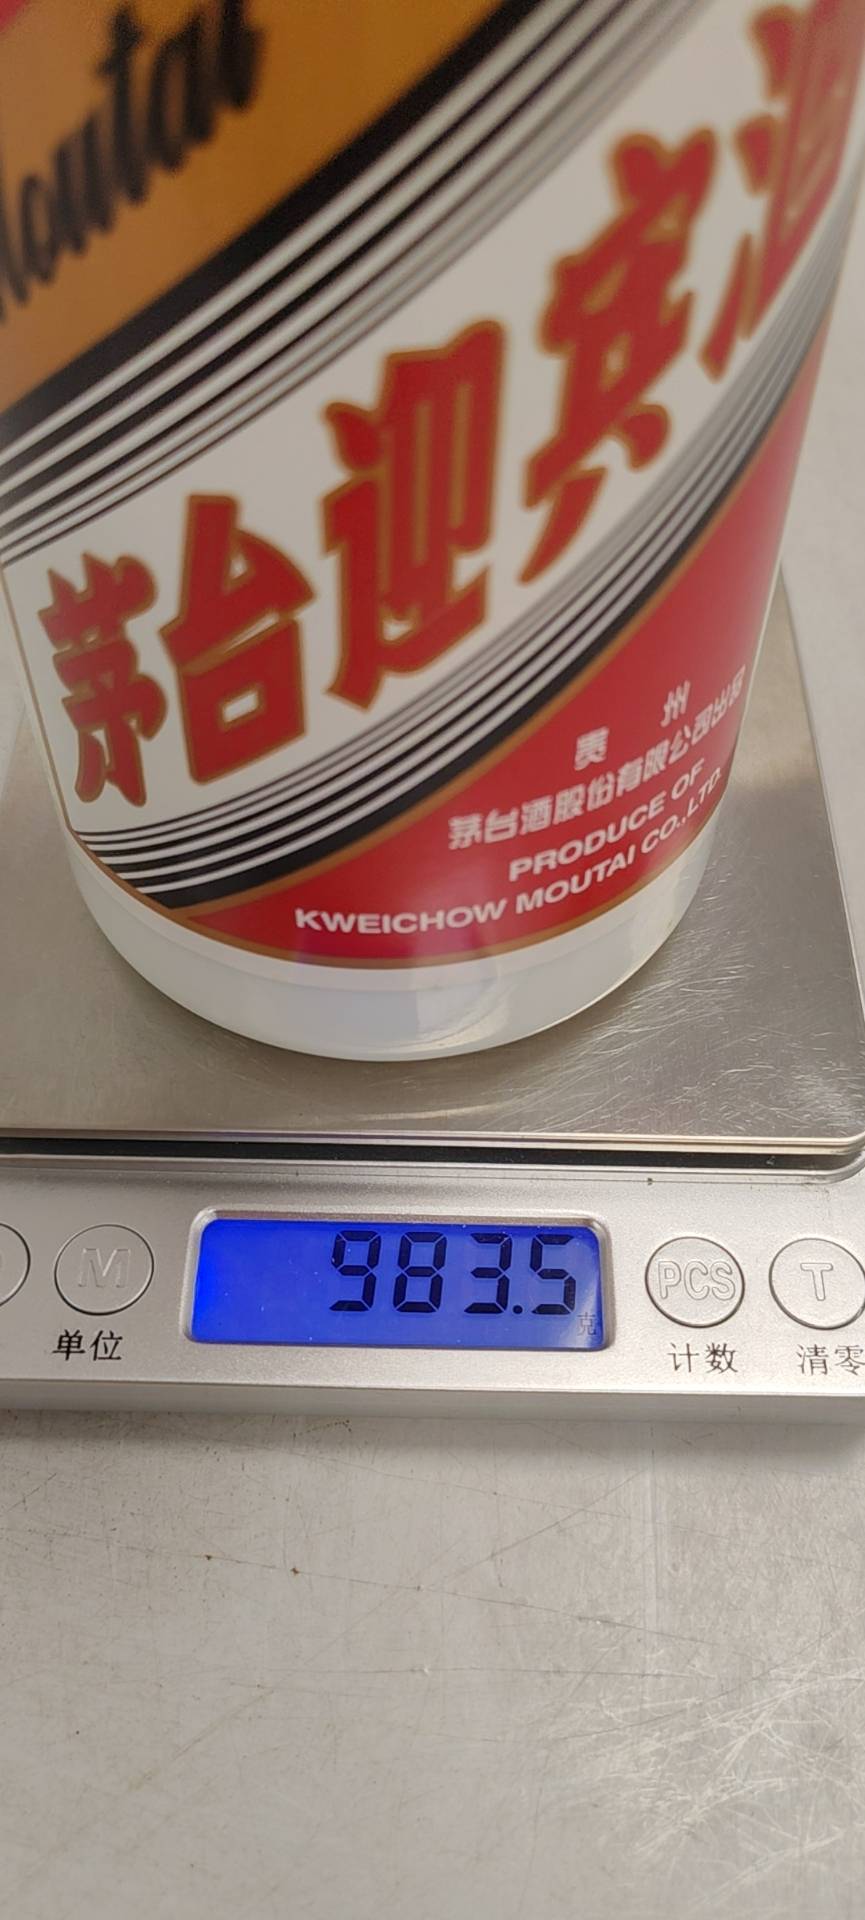 Moutai
茅台迎宾酒
贵州
茅台酒股份有限公司出品
PRODUCE OF
KWEICHOW MOUTAI CO.,LTD.
M
单位
983.5
克
PCS
计数
T
清零